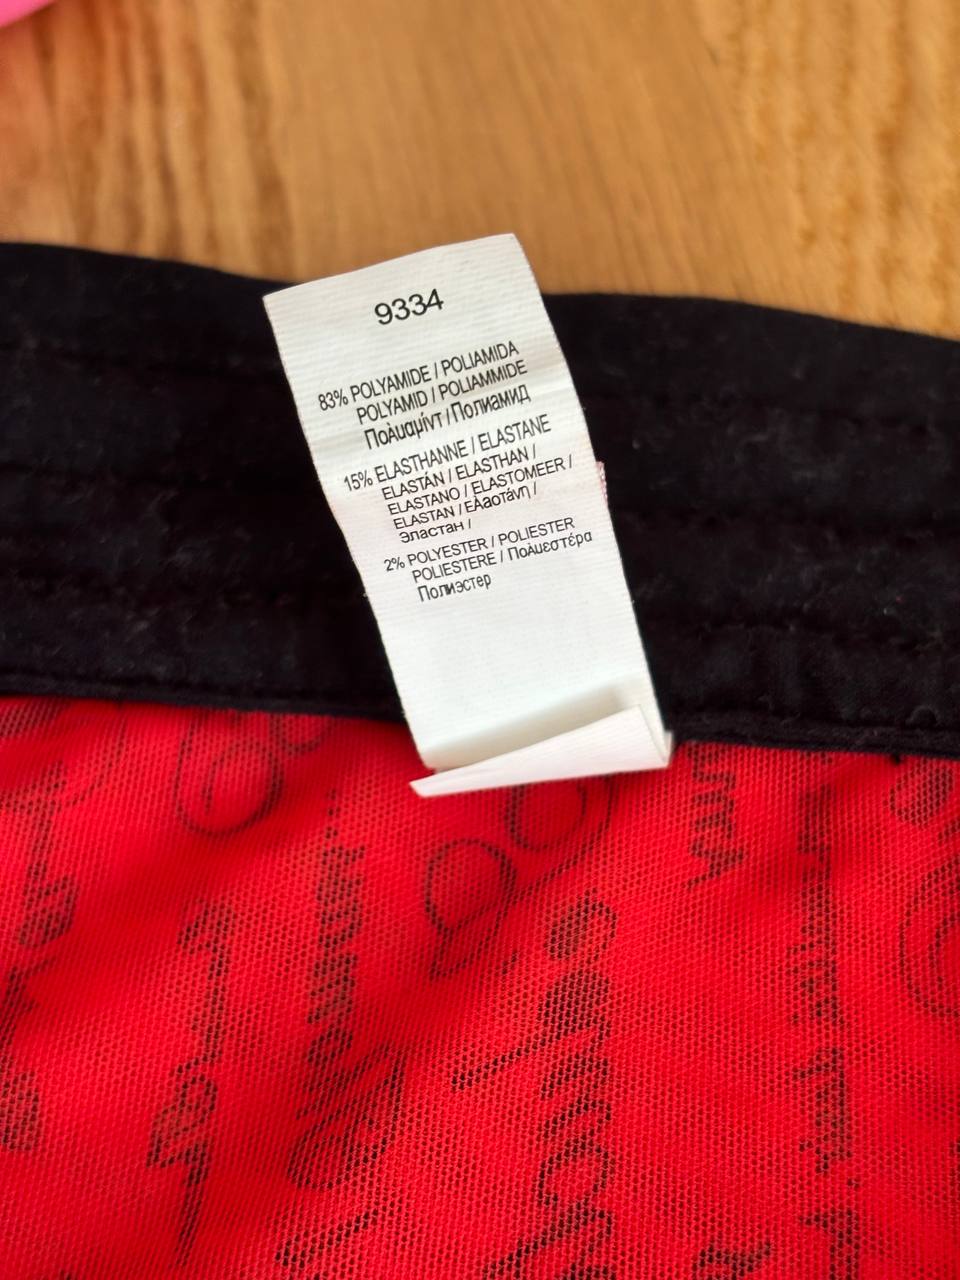 9334
83% POLYAMIDE / POLIAMIDA
POLYAMID / POLIAMMIDE
Πολυαμίντ / Полиамид
15% ELASTHANNE / ELASTANE
ELASTÁN / ELASTHAN /
ELASTANO / ELASTOMEER /
ELASTAN / Ελαστάνη /
Эластан /
2% POLYESTER / POLIESTER
POLIESTERE / Πολυεστέρα
Полиэстер